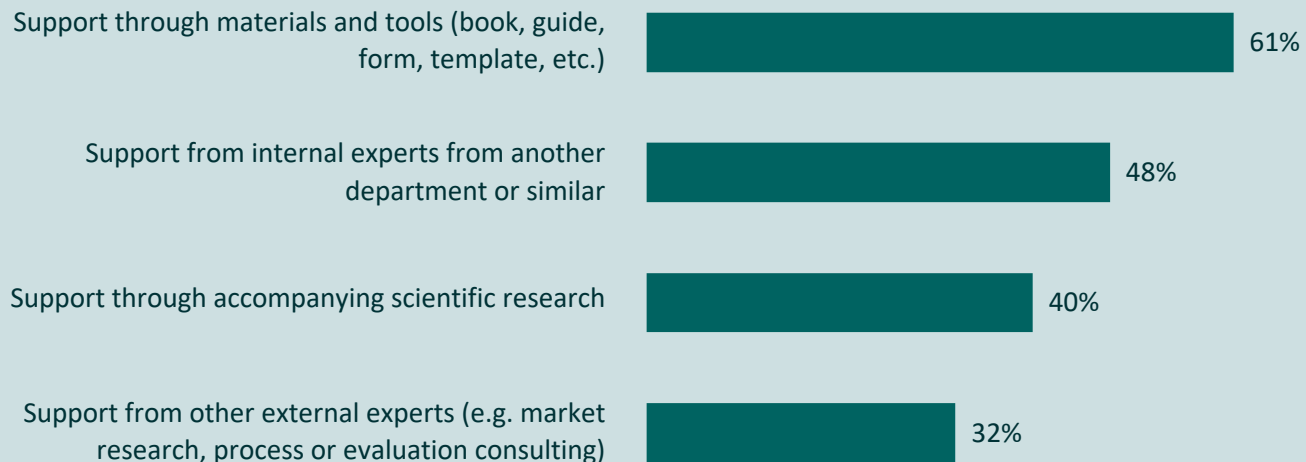 Support through materials and tools (book, guide,
form, template, etc.)
61%
Support from internal experts from another
department or similar
48%
Support through accompanying scientific research
40%
Support from other external experts (e.g. market
research, process or evaluation consulting)
32%